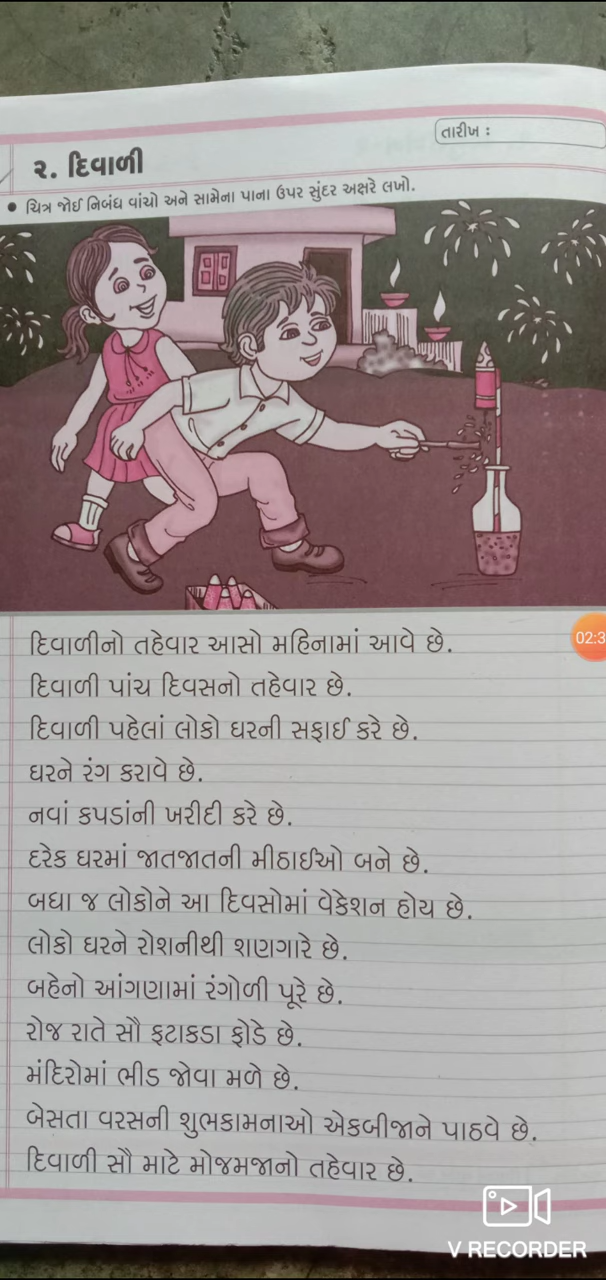 તારીખ :
૨. દિવાળી
• ચિત્ર જોઈ નિબંધ વાંચો અને સામેના પાના ઉપર સુંદર અક્ષરે લખો.
દિવાળીનો તહેવાર આસો મહિનામાં આવે છે.
02:3
દિવાળી પાંચ દિવસનો તહેવાર છે.
દિવાળી પહેલાં લોકો ઘરની સફાઈ કરે છે.
ઘરને રંગ કરાવે છે.
નવાં કપડાંની ખરીદી કરે છે.
દરેક ઘરમાં જાતજાતની મીઠાઈઓ બને છે.
બધા જ લોકોને આ દિવસોમાં વેકેશન હોય છે.
લોકો ઘરને રોશનીથી શણગારે છે.
બહેનો આંગણામાં રંગોળી પૂરે છે.
રોજ રાતે સૌ ફટાકડા ફોડે છે.
મંદિરોમાં ભીડ જોવા મળે છે.
બેસતા વરસની શુભકામનાઓ એકબીજાને પાઠવે છે.
દિવાળી સૌ માટે મોજમજાનો તહેવાર છે.
V RECORDER